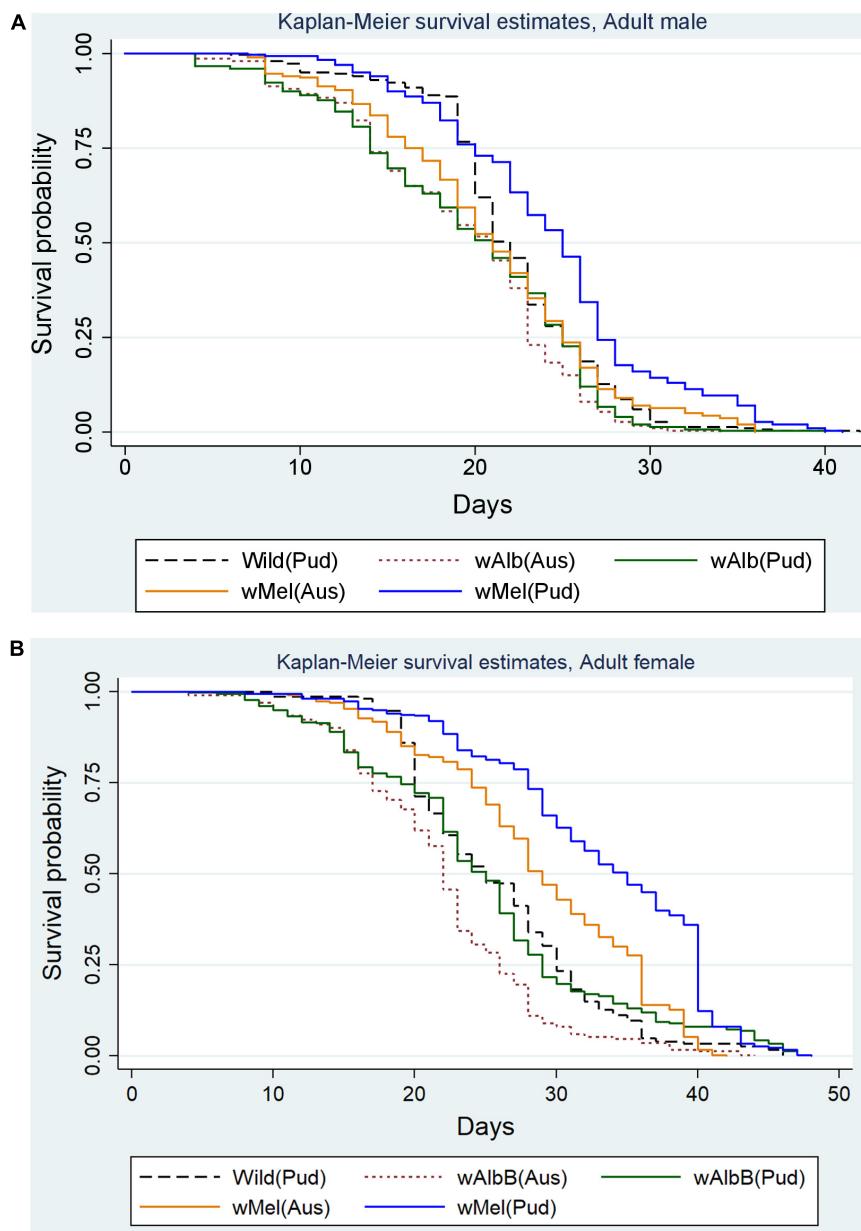 A
Kaplan-Meier survival estimates, Adult male
Survival probability
1.00
0.75
0.50
0.25
0.00
0 10 20 30 40
Days
Wild(Pud) wAlb(Aus) wAlb(Pud)
wMel(Aus) wMel(Pud)
B
Kaplan-Meier survival estimates, Adult female
Survival probability
1.00
0.75
0.50
0.25
0.00
0 10 20 30 40 50
Days
Wild(Pud) wAlbB(Aus) wAlbB(Pud)
wMel(Aus) wMel(Pud)